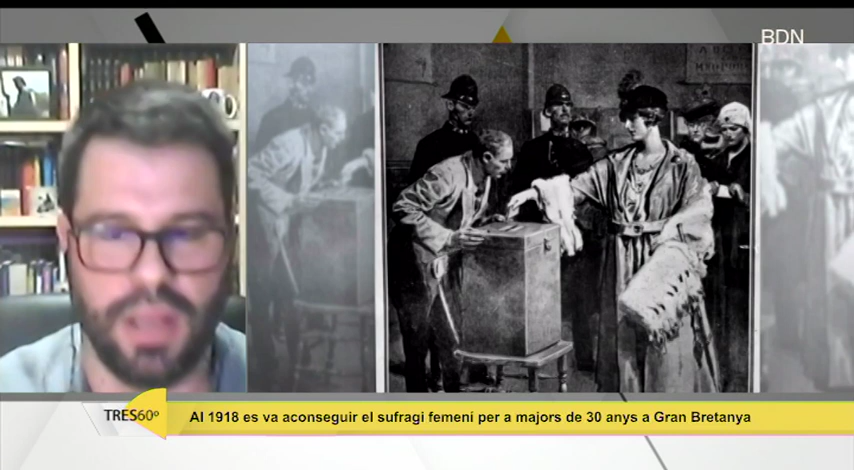 BDN
TRES60º
Al 1918 es va aconseguir el sufragi femení per a majors de 30 anys a Gran Bretanya